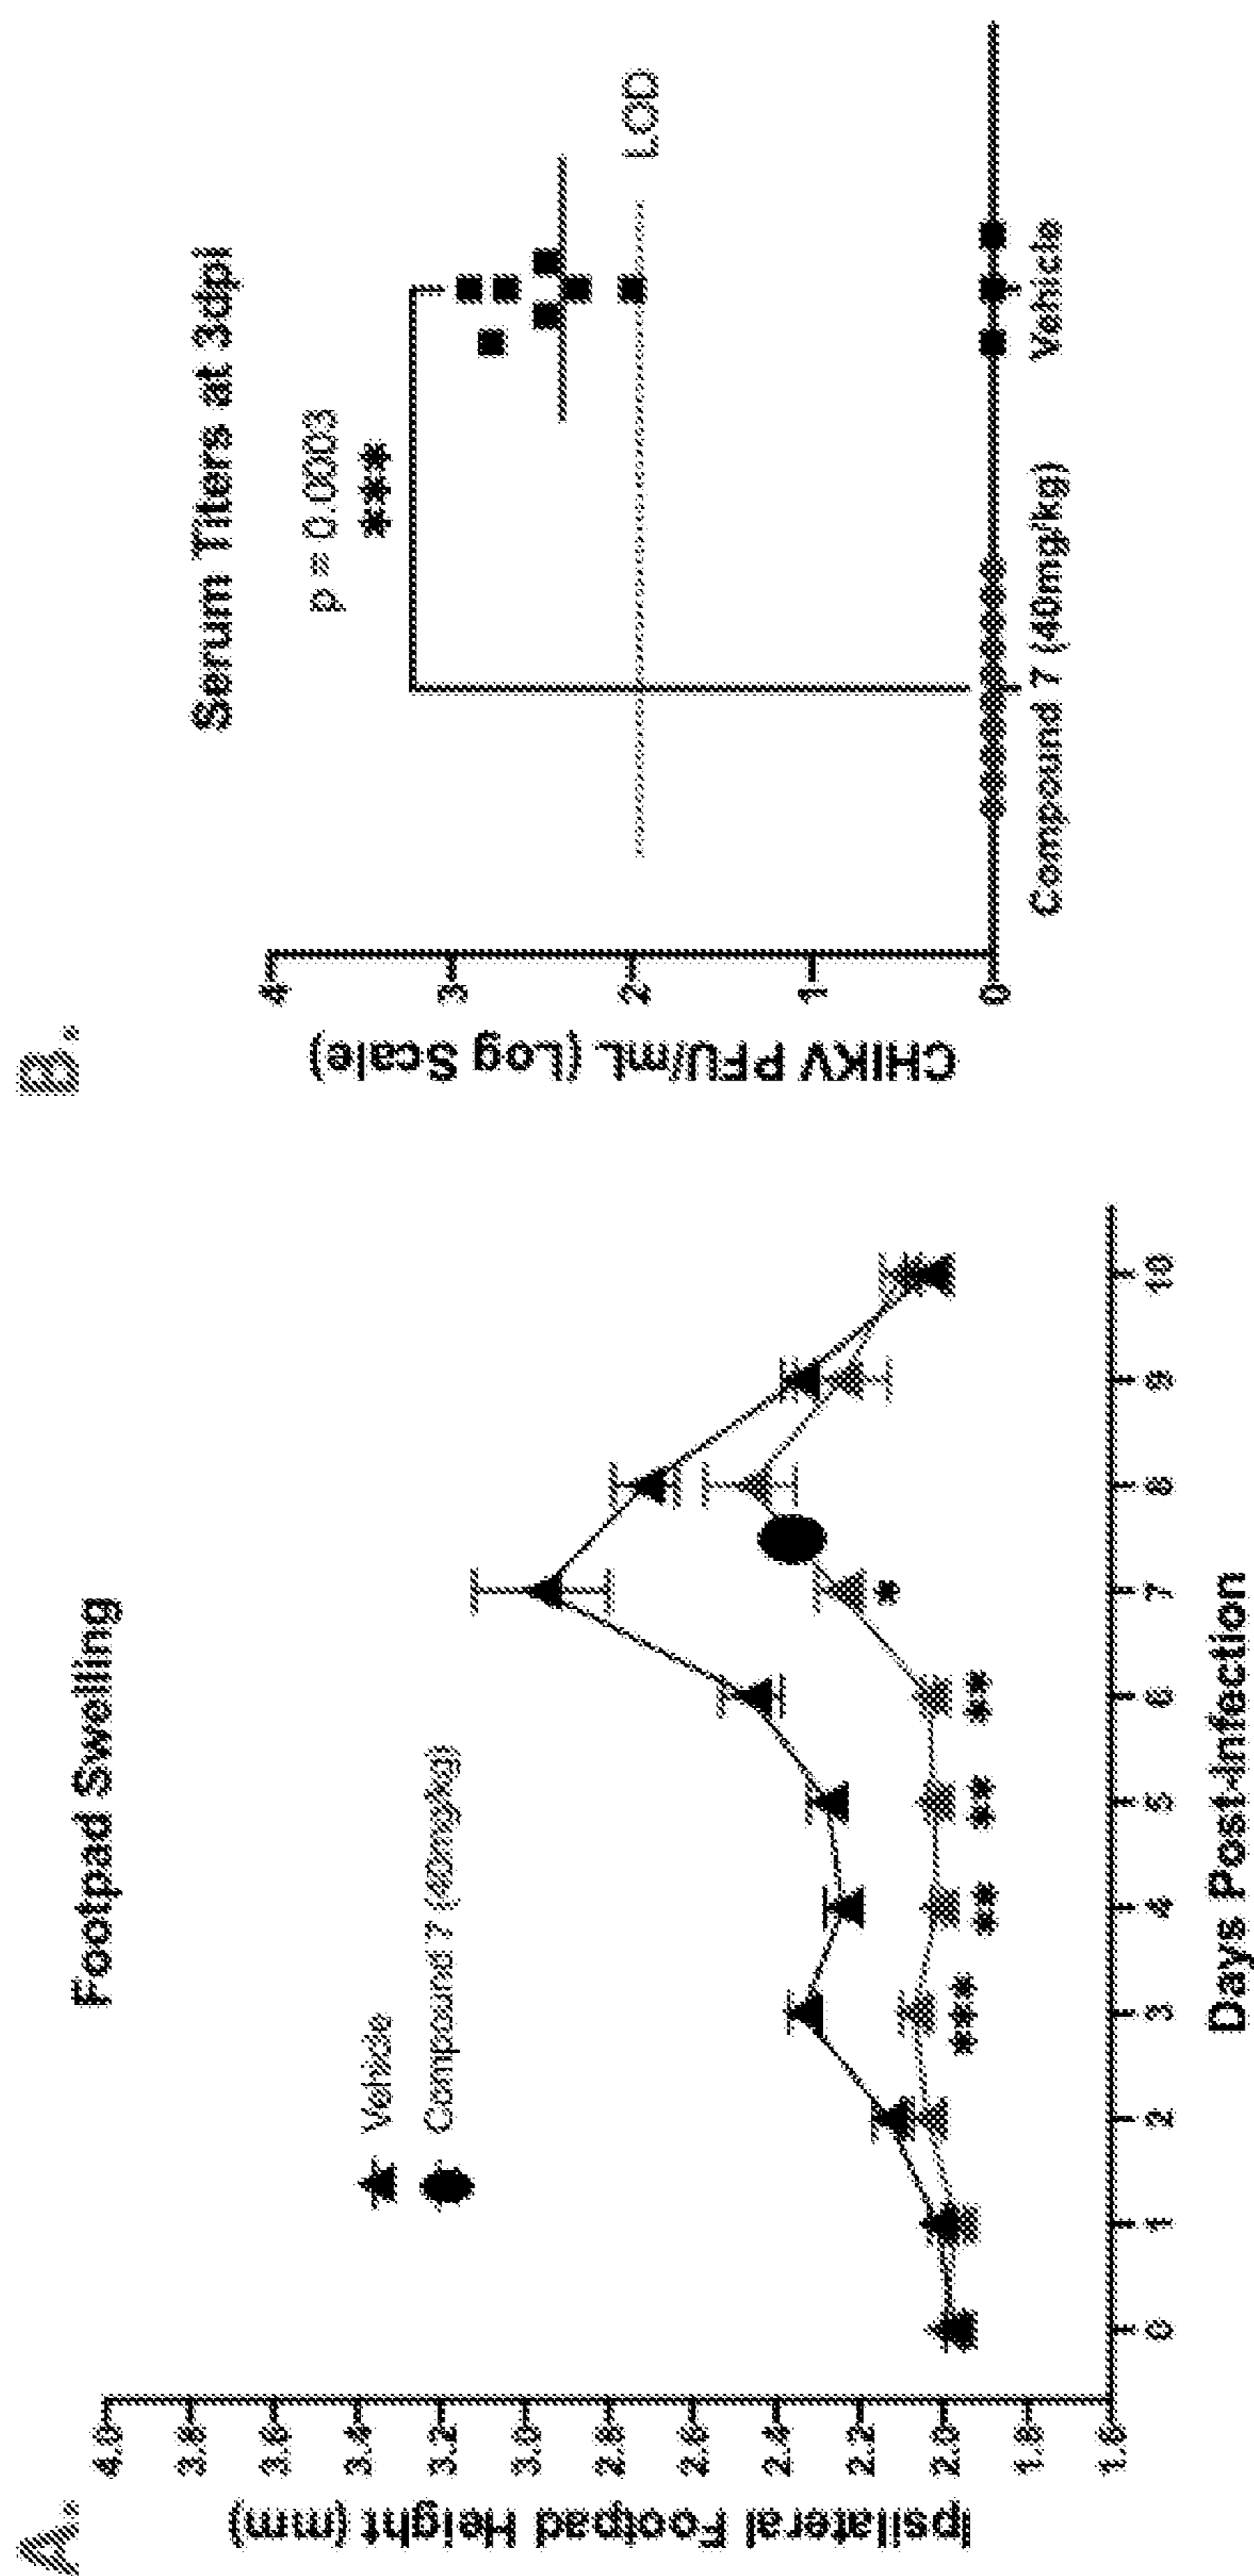 A.
Footpad Swelling
Vehicle
Compound 7 (40mg/kg)
Ipsilateral Footpad Height (mm)
4.0
3.8
3.6
3.4
3.2
3.0
2.8
2.6
2.4
2.2
2.0
1.8
1.6
***
**
**
**
*
0 1 2 3 4 5 6 7 8 9 10
Days Post-Infection
B.
Serum Titers at 3dpi
p = 0.0003
***
LOD
CHIKV PFU/mL (Log Scale)
4
3
2
1
0
Compound 7 (40mg/kg) Vehicle